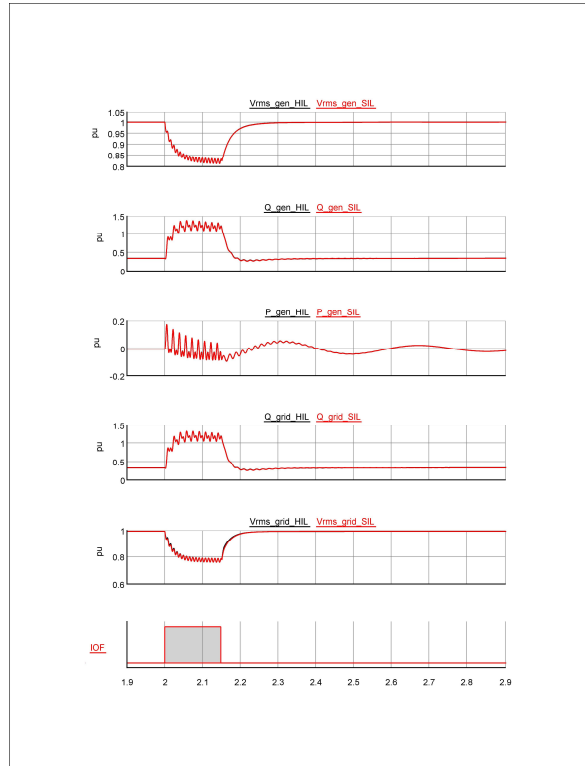 Vrms_gen_HIL Vrms_gen_SIL
1.05
1
0.95
0.9
0.85
0.8
pu
Q_gen_HIL Q_gen_SIL
1.5
1
0.5
0
pu
P_gen_HIL P_gen_SIL
0.2
0
-0.2
pu
Q_grid_HIL Q_grid_SIL
1.5
1
0.5
0
pu
Vrms_grid_HIL Vrms_grid_SIL
1
0.8
0.6
pu
IOF
1.9 2 2.1 2.2 2.3 2.4 2.5 2.6 2.7 2.8 2.9